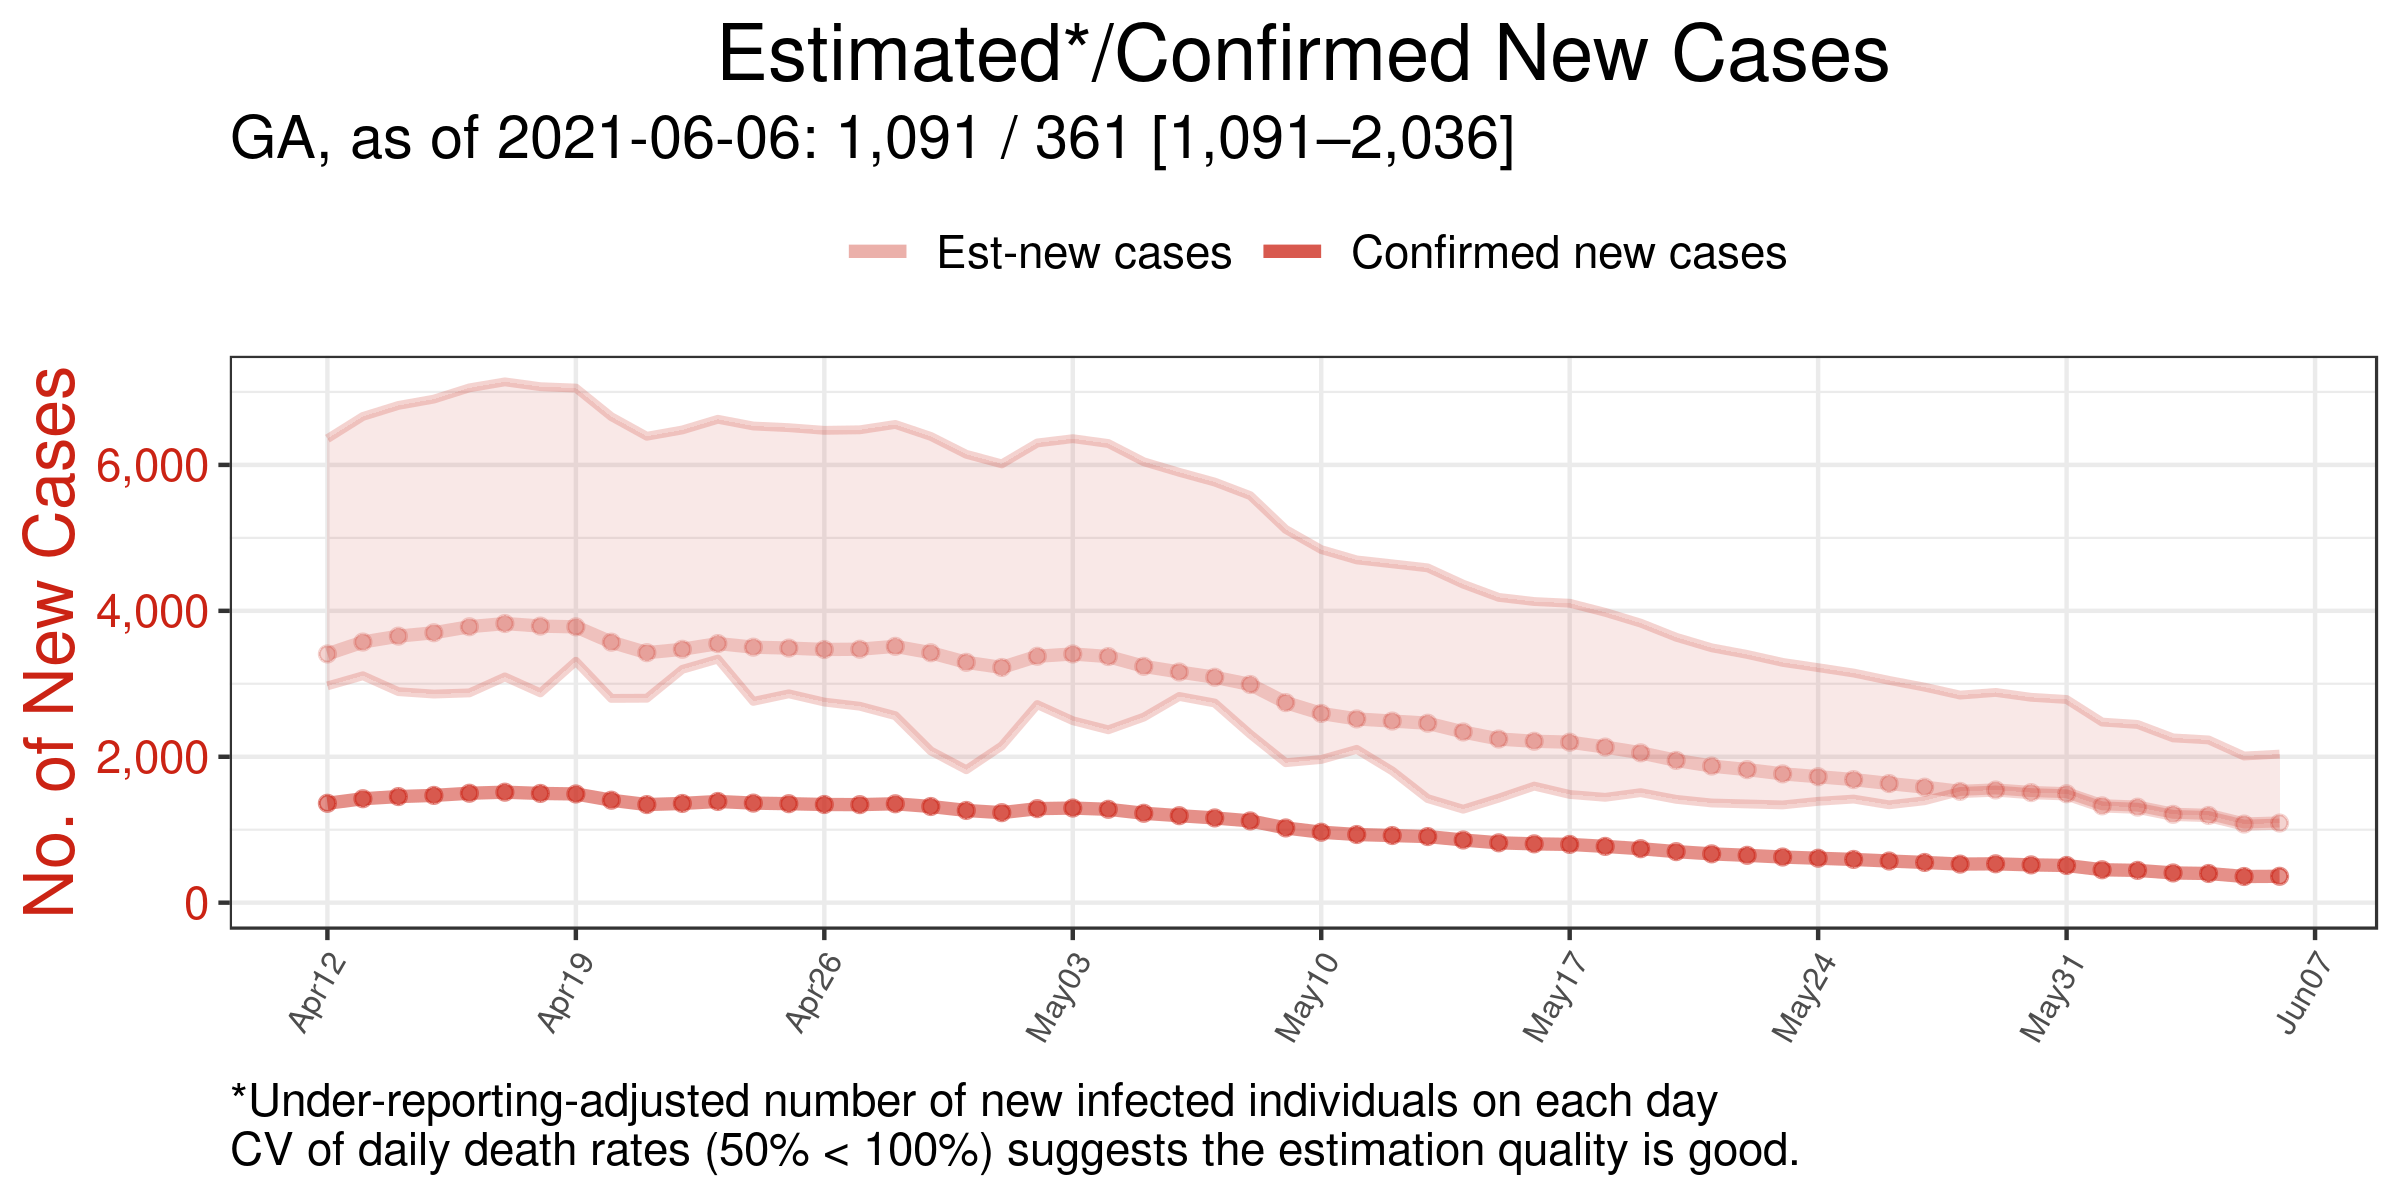 Estimated*/Confirmed New Cases
GA, as of 2021-06-06: 1,091 / 361 [1,091–2,036]
Est-new cases
Confirmed new cases
No. of New Cases
6,000
4,000
2,000
0
Apr12
Apr19
Apr26
May03
May10
May17
May24
May31
Jun07
*Under-reporting-adjusted number of new infected individuals on each day
CV of daily death rates (50% < 100%) suggests the estimation quality is good.